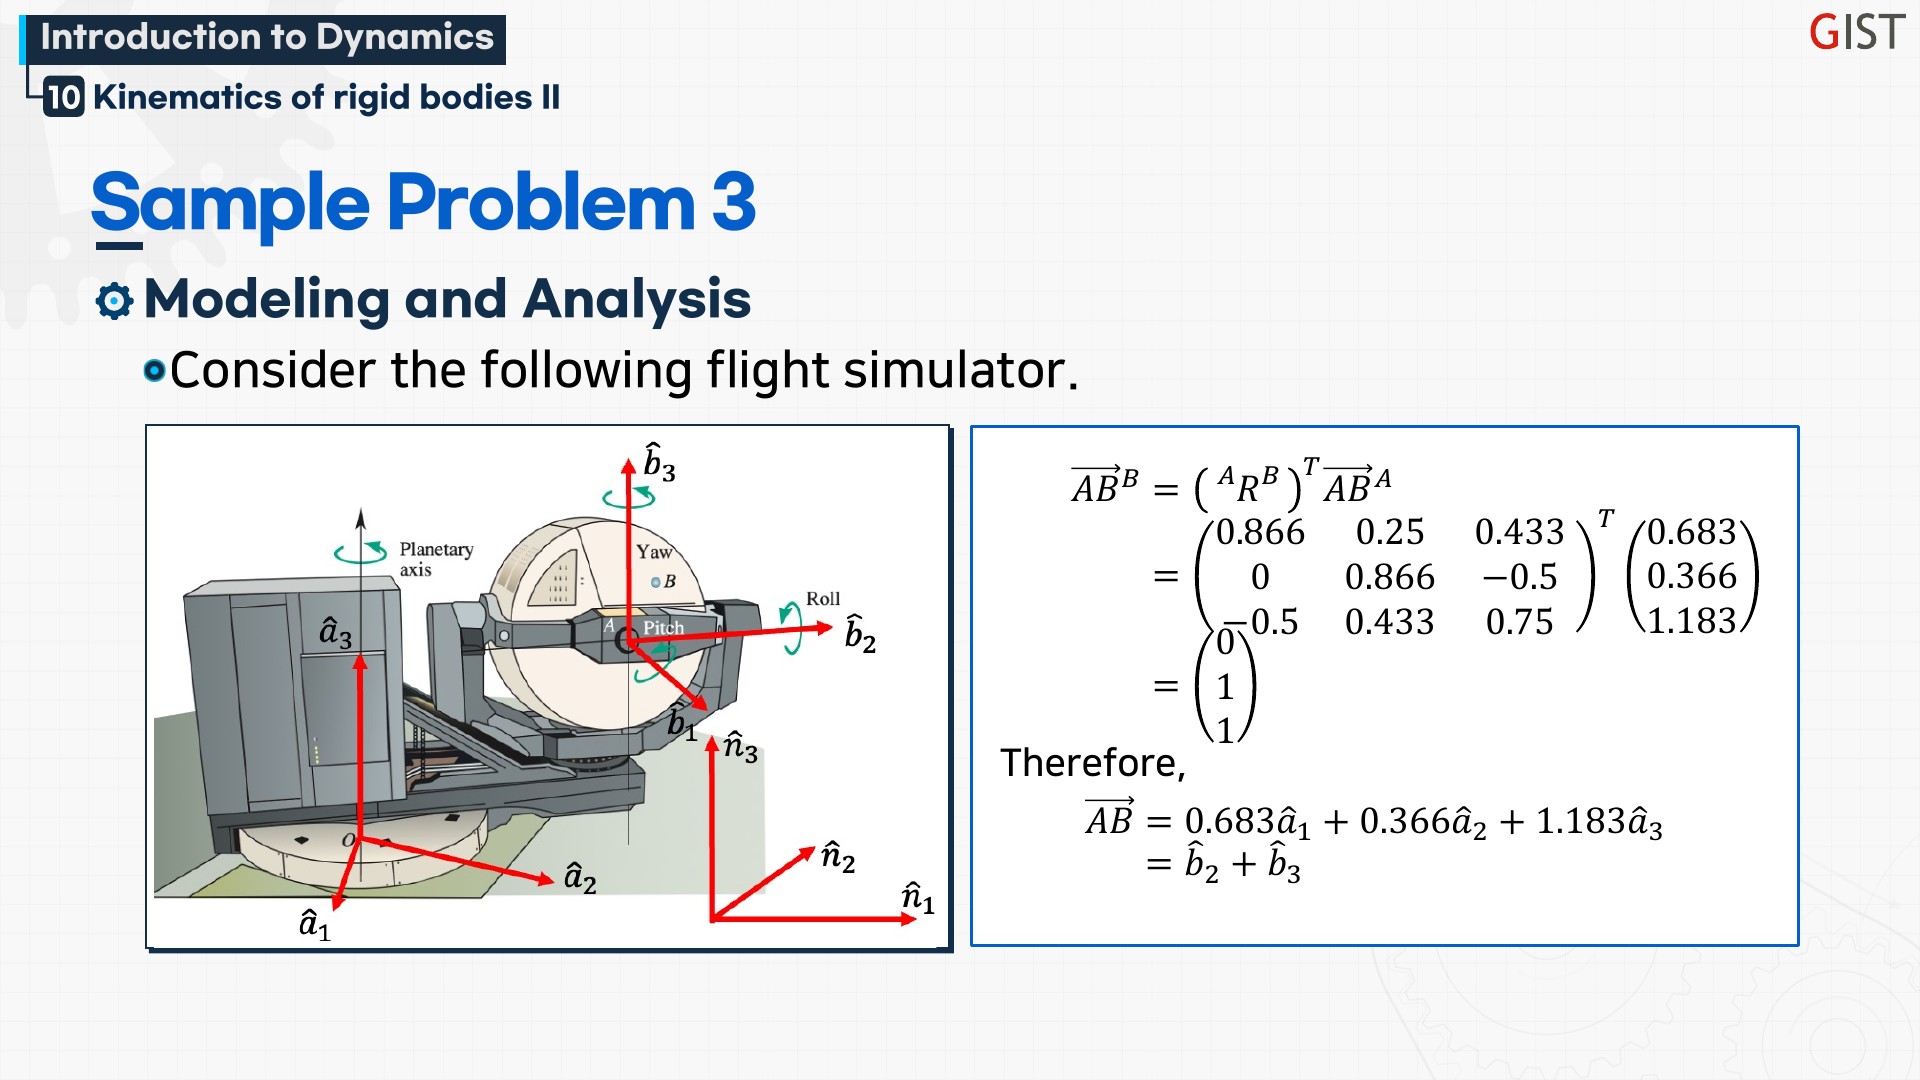 Introduction to Dynamics
GIST
10 Kinematics of rigid bodies II
Sample Problem 3
Modeling and Analysis
Consider the following flight simulator.
b̂₃
Planetary
axis
Yaw
B
Roll
â₃
A
Pitch
b̂₂
b̂₁
n̂₃
O
â₂
n̂₂
â₁
n̂₁
AB⃗ᴮ = (ᴬRᴮ)ᵀ AB⃗ᴬ
0.866 0.25 0.433 T 0.683
= ( 0 0.866 −0.5 ) ( 0.366 )
−0.5 0.433 0.75 1.183
0
= ( 1 )
1
Therefore,
AB⃗ = 0.683â₁ + 0.366â₂ + 1.183â₃
= b̂₂ + b̂₃